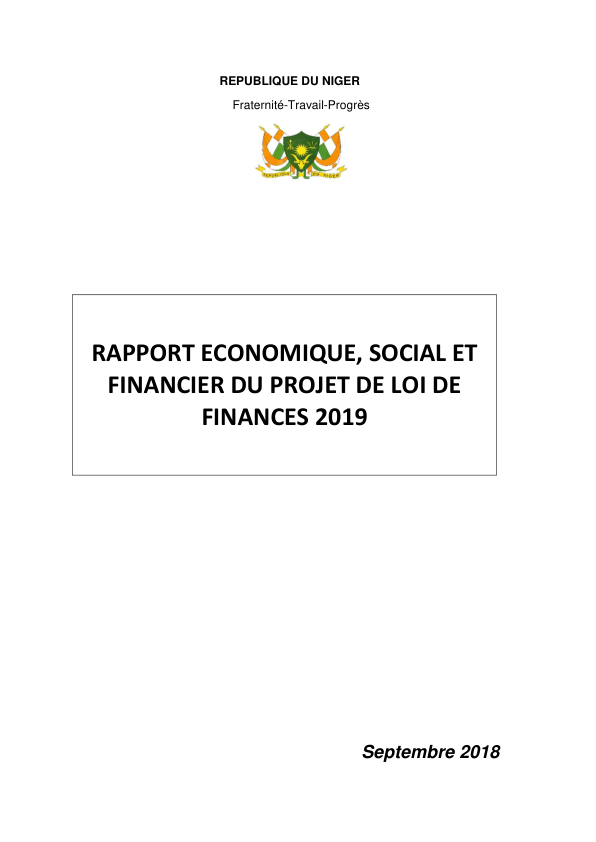 REPUBLIQUE DU NIGER
Fraternité-Travail-Progrès
REPUBLIQUE DU NIGER
RAPPORT ECONOMIQUE, SOCIAL ET
FINANCIER DU PROJET DE LOI DE
FINANCES 2019
Septembre 2018